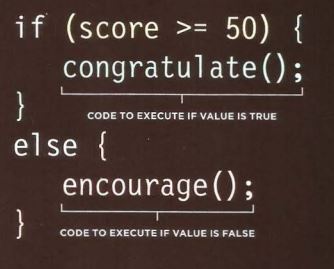 if (score >= 50) {
congratulate();
}
CODE TO EXECUTE IF VALUE IS TRUE
else {
encourage();
}
CODE TO EXECUTE IF VALUE IS FALSE